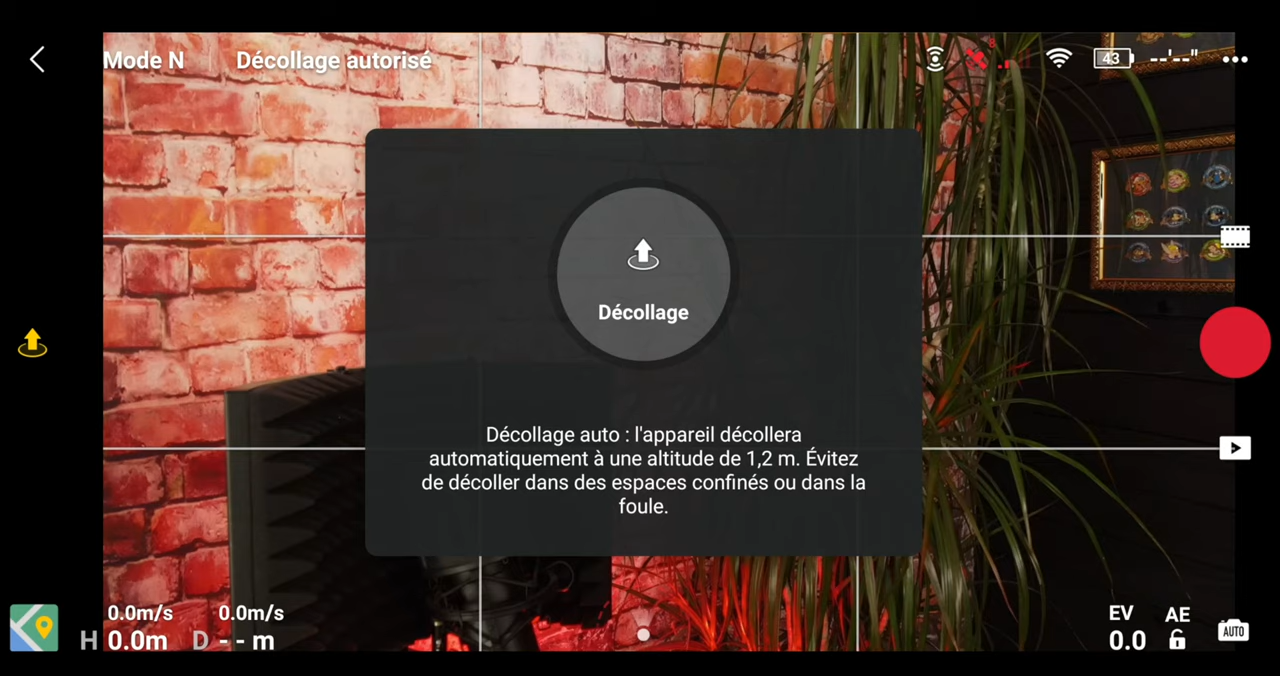 Mode N
Décollage autorisé
8
43
--'--"
Décollage
Décollage auto : l'appareil décollera
automatiquement à une altitude de 1,2 m. Évitez
de décoller dans des espaces confinés ou dans la
foule.
0.0m/s 0.0m/s
H 0.0m D - - m
EV AE
0.0
AUTO